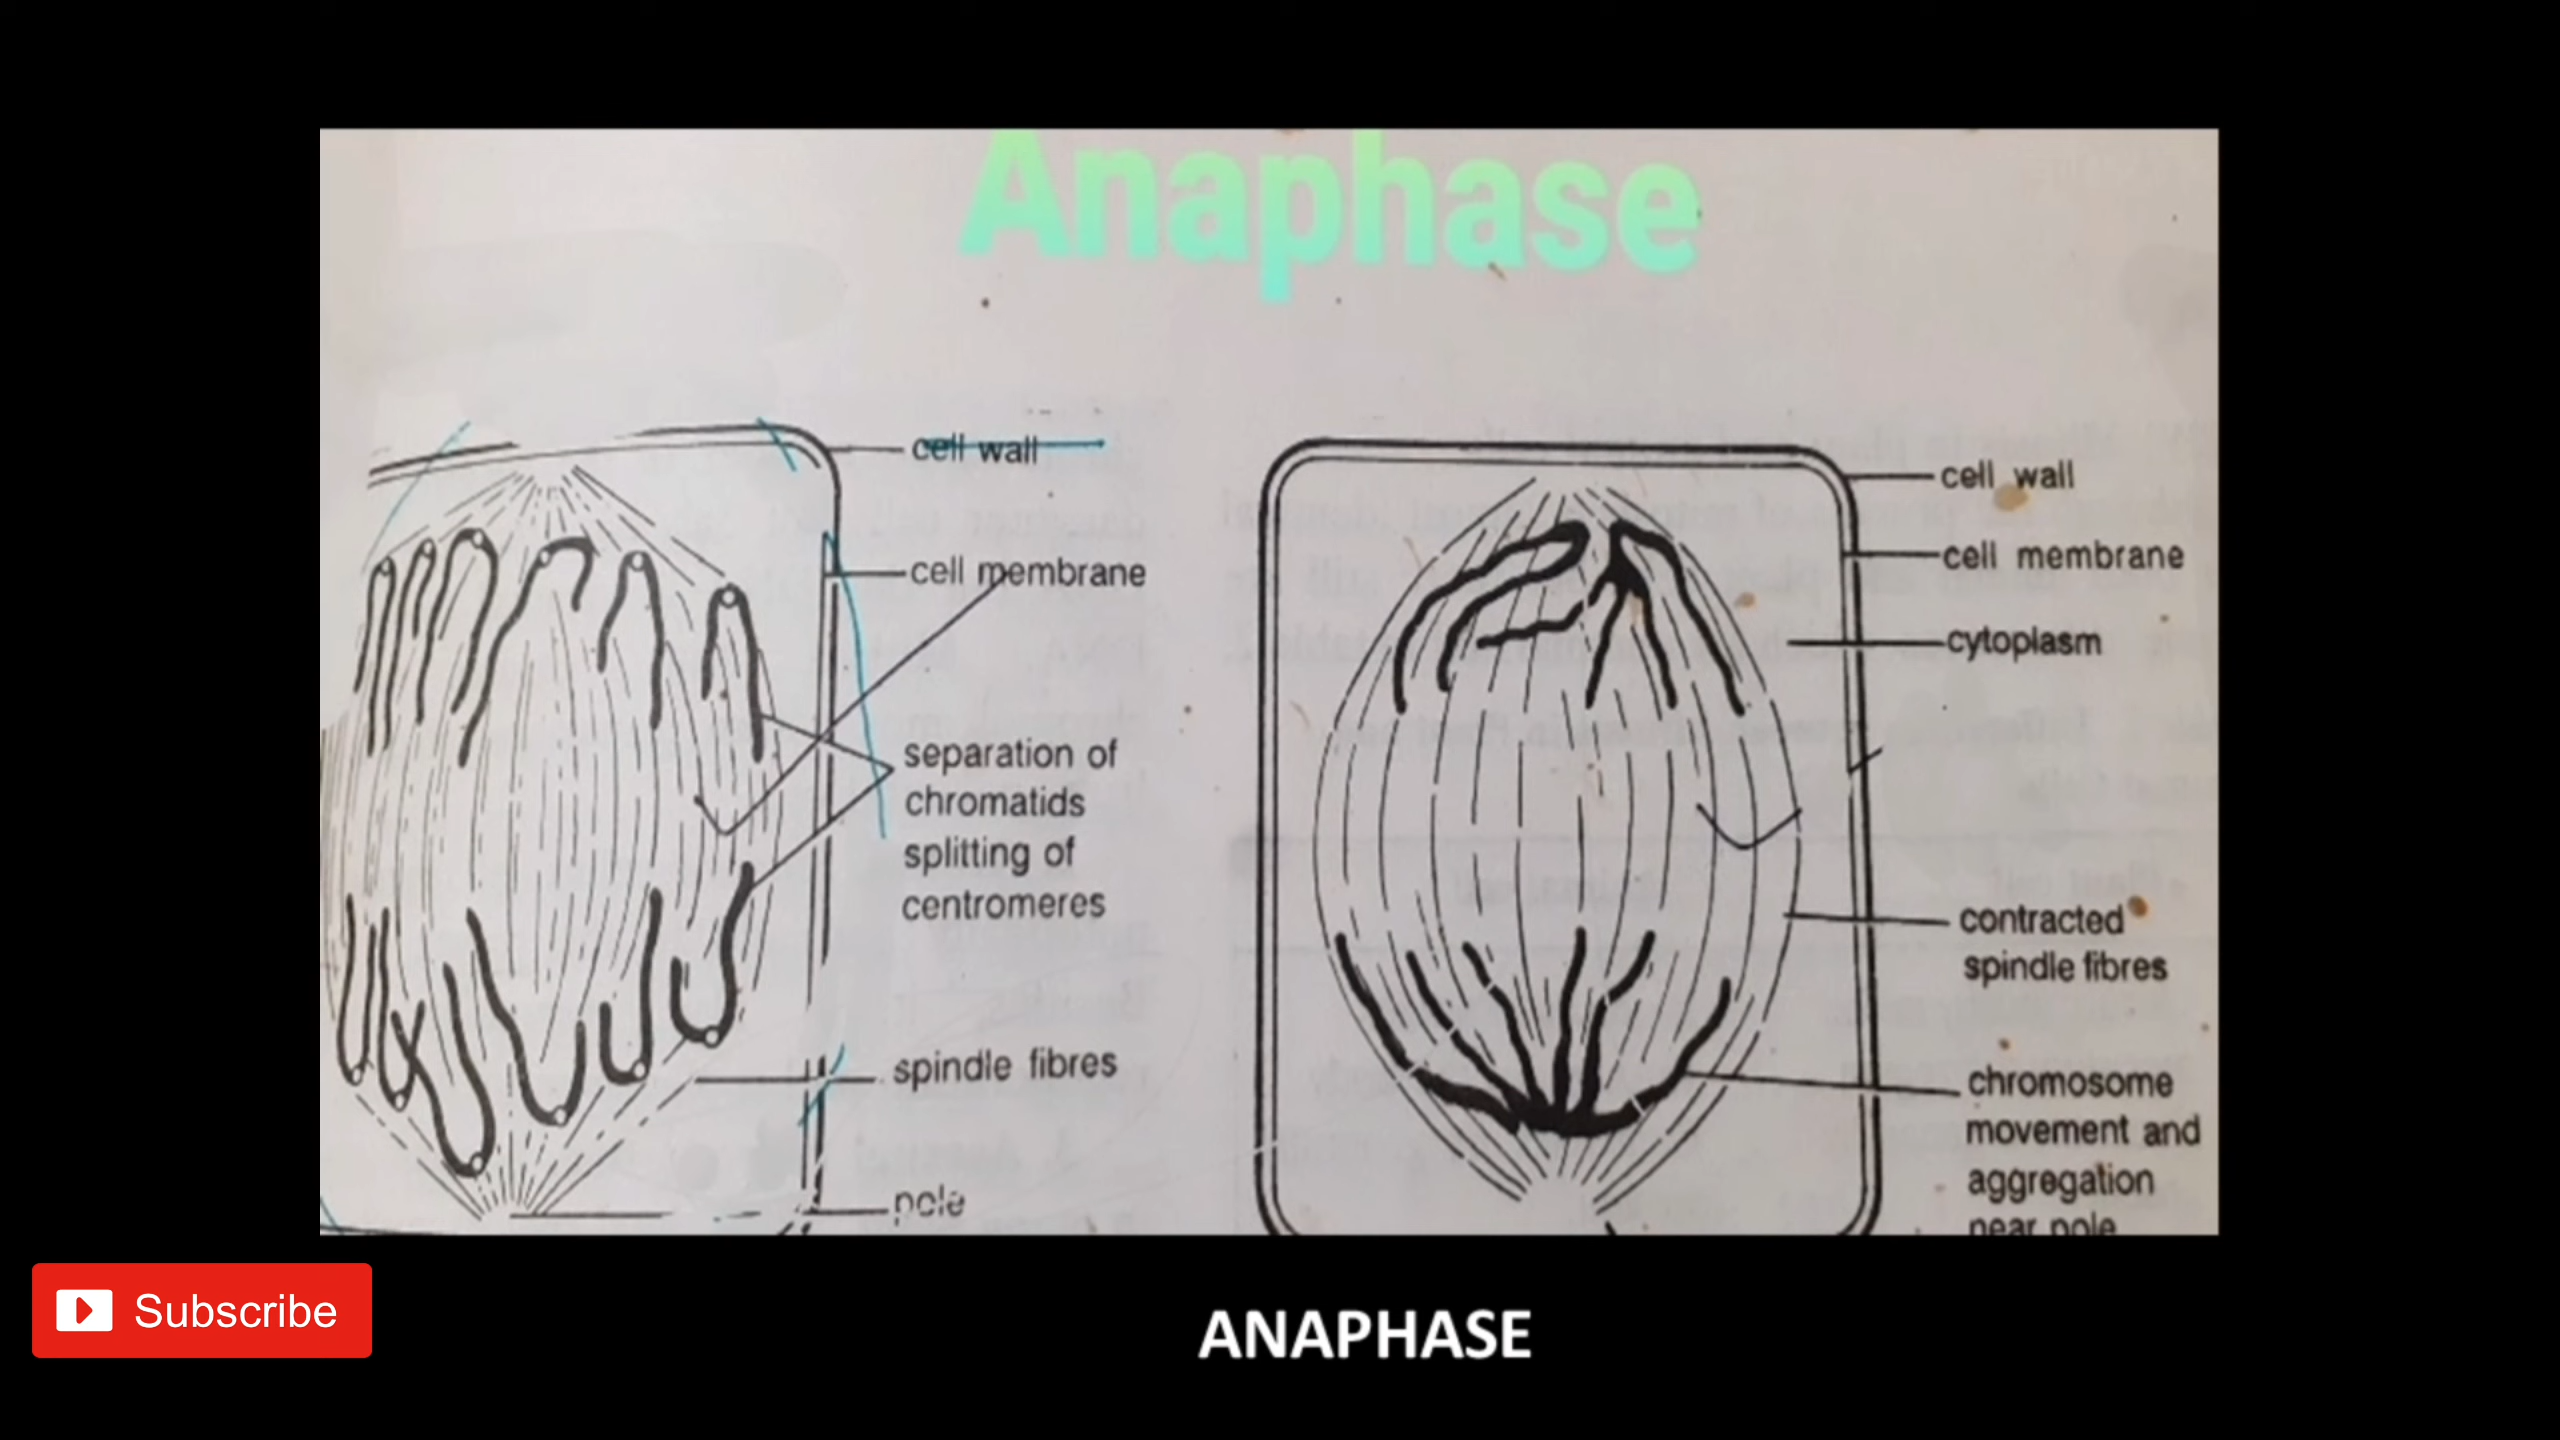 Anaphase
cell wall
cell membrane
separation of
chromatids
splitting of
centromeres
spindle fibres
pole
cell wall
cell membrane
cytoplasm
contracted
spindle fibres
chromosome
movement and
aggregation
near pole
Subscribe
ANAPHASE